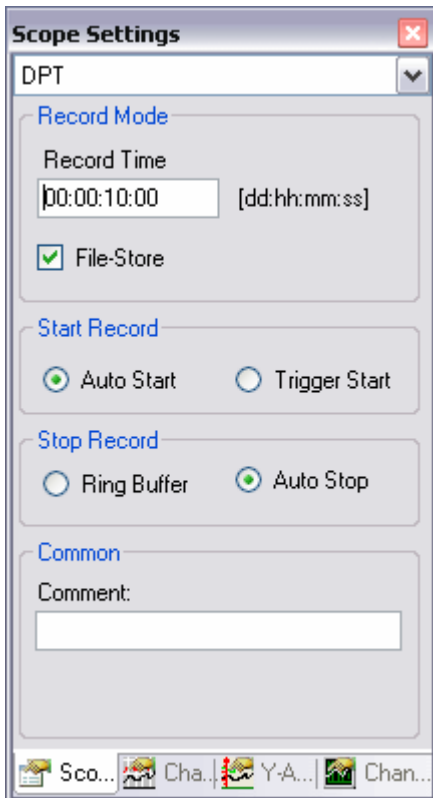 Scope Settings
DPT
Record Mode
Record Time
00:00:10:00 [dd:hh:mm:ss]
File-Store
Start Record
Auto Start Trigger Start
Stop Record
Ring Buffer Auto Stop
Common
Comment:
Sco... Cha... Y-A... Chan...